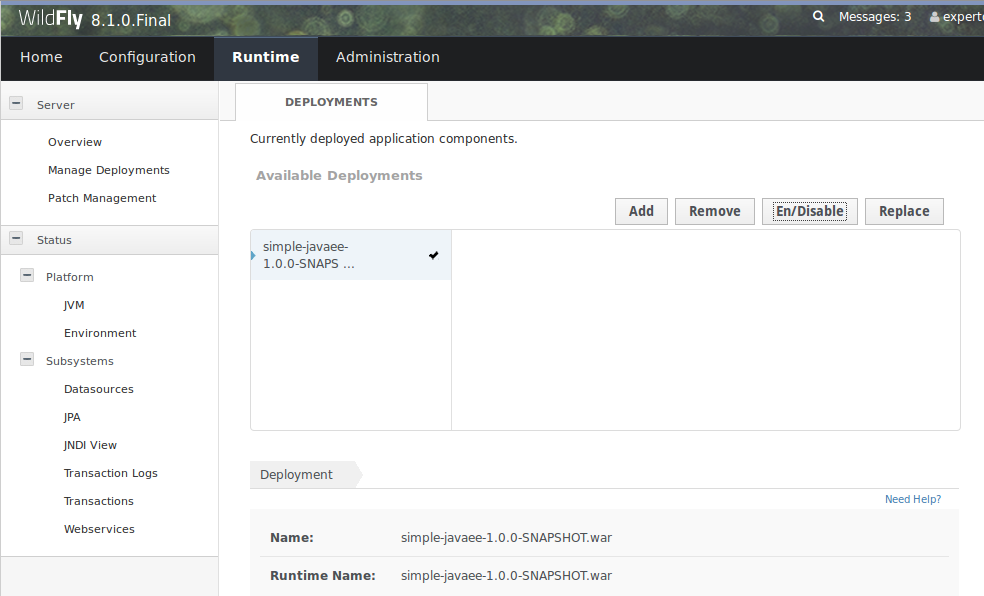 WildFly 8.1.0.Final
Messages: 3
Home Configuration Runtime Administration
Server
Overview
Manage Deployments
Patch Management
Status
Platform
JVM
Environment
Subsystems
Datasources
JPA
JNDI View
Transaction Logs
Transactions
Webservices
DEPLOYMENTS
Currently deployed application components.
Available Deployments
Add Remove En/Disable Replace
simple-javaee-
1.0.0-SNAPS ...
Deployment
Need Help?
Name: simple-javaee-1.0.0-SNAPSHOT.war
Runtime Name: simple-javaee-1.0.0-SNAPSHOT.war